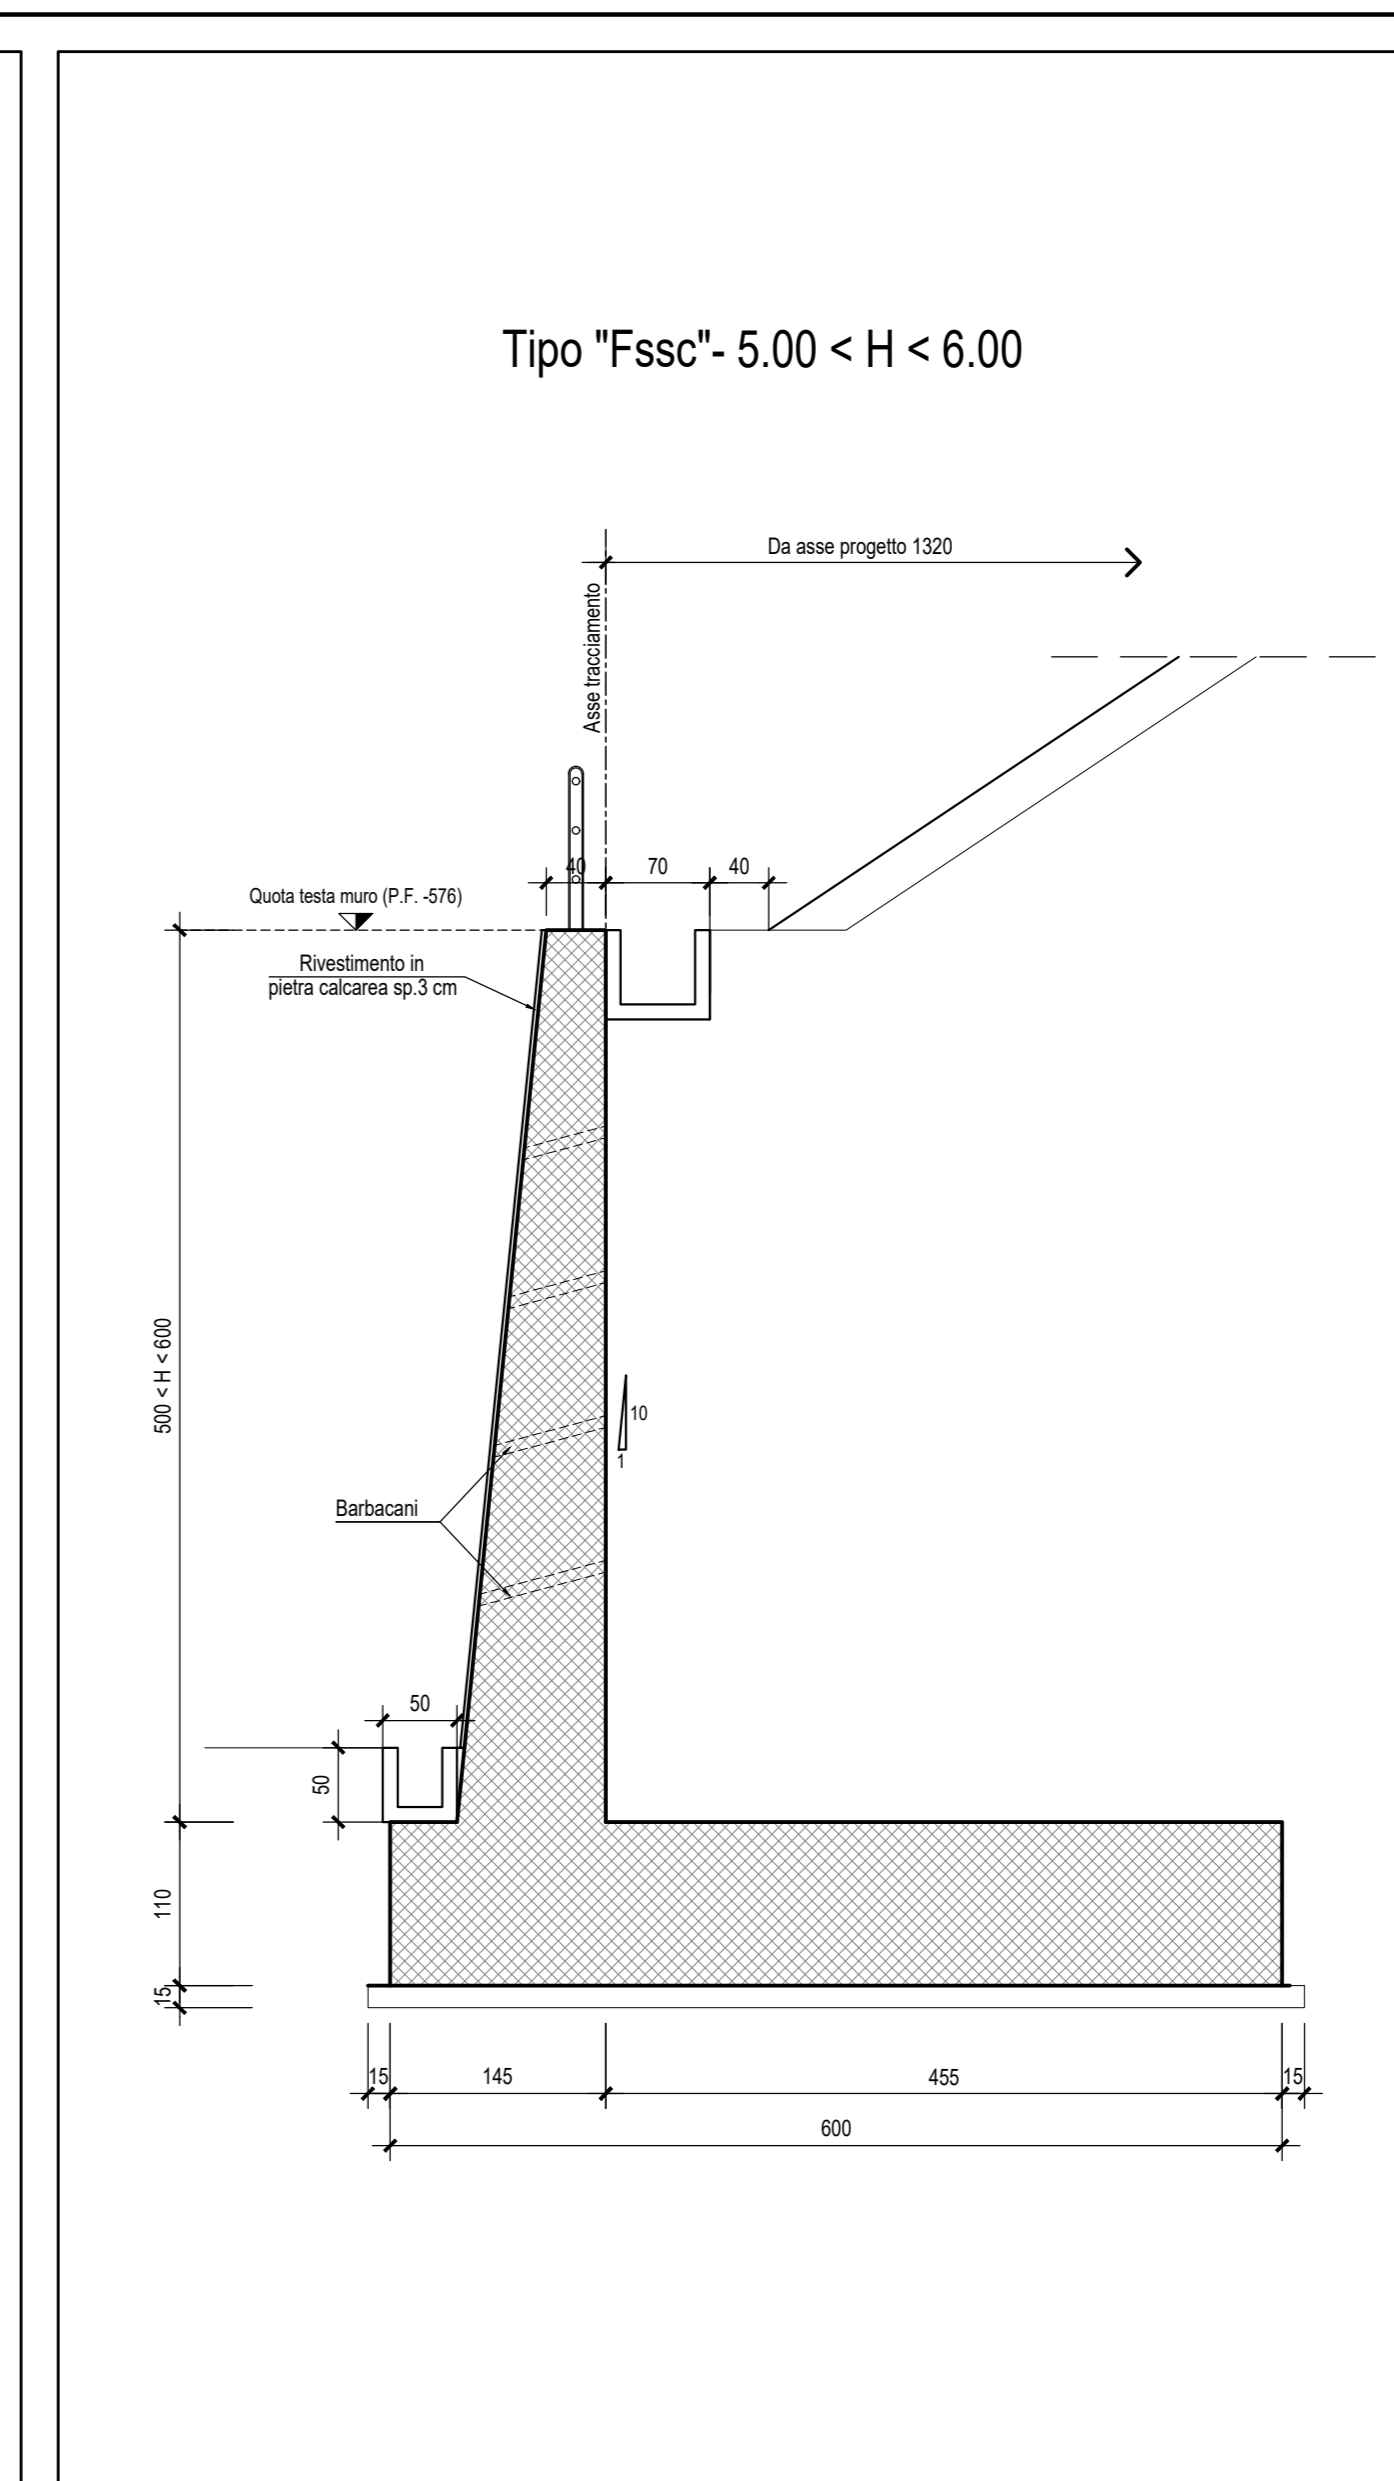 Tipo "Fssc"- 5.00 < H < 6.00
Da asse progetto 1320
Asse tracciamento
40
70
40
Quota testa muro (P.F. -576)
Rivestimento in
pietra calcarea sp.3 cm
500 < H < 600
10
1
Barbacani
50
50
110
15
15
145
455
15
600